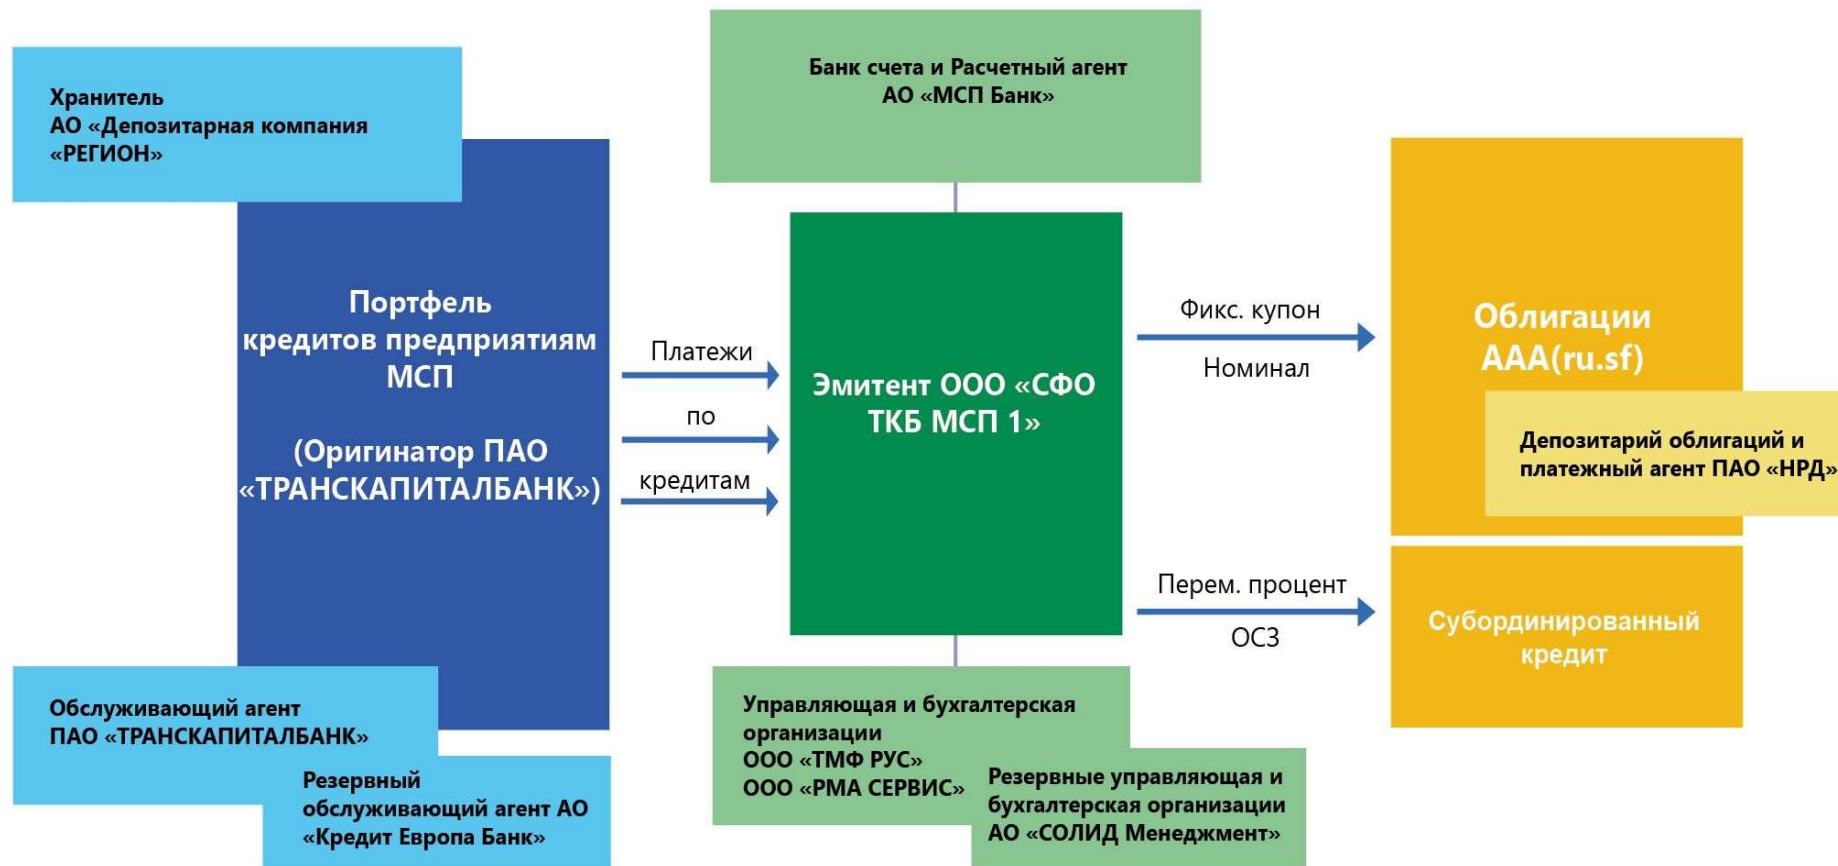 Хранитель
АО «Депозитарная компания
«РЕГИОН»
Банк счета и Расчетный агент
АО «МСП Банк»
Портфель
кредитов предприятиям
МСП
(Оригинатор ПАО
«ТРАНСКАПИТАЛБАНК»)
Платежи
по
кредитам
Эмитент ООО «СФО
ТКБ МСП 1»
Фикс. купон
Номинал
Облигации
AAA(ru.sf)
Депозитарий облигаций и
платежный агент ПАО «НРД»
Перем. процент
ОСЗ
Субординированный
кредит
Обслуживающий агент
ПАО «ТРАНСКАПИТАЛБАНК»
Резервный
обслуживающий агент АО
«Кредит Европа Банк»
Управляющая и бухгалтерская
организации
ООО «ТМФ РУС»
ООО «РМА СЕРВИС»
Резервные управляющая и
бухгалтерская организации
АО «СОЛИД Менеджмент»